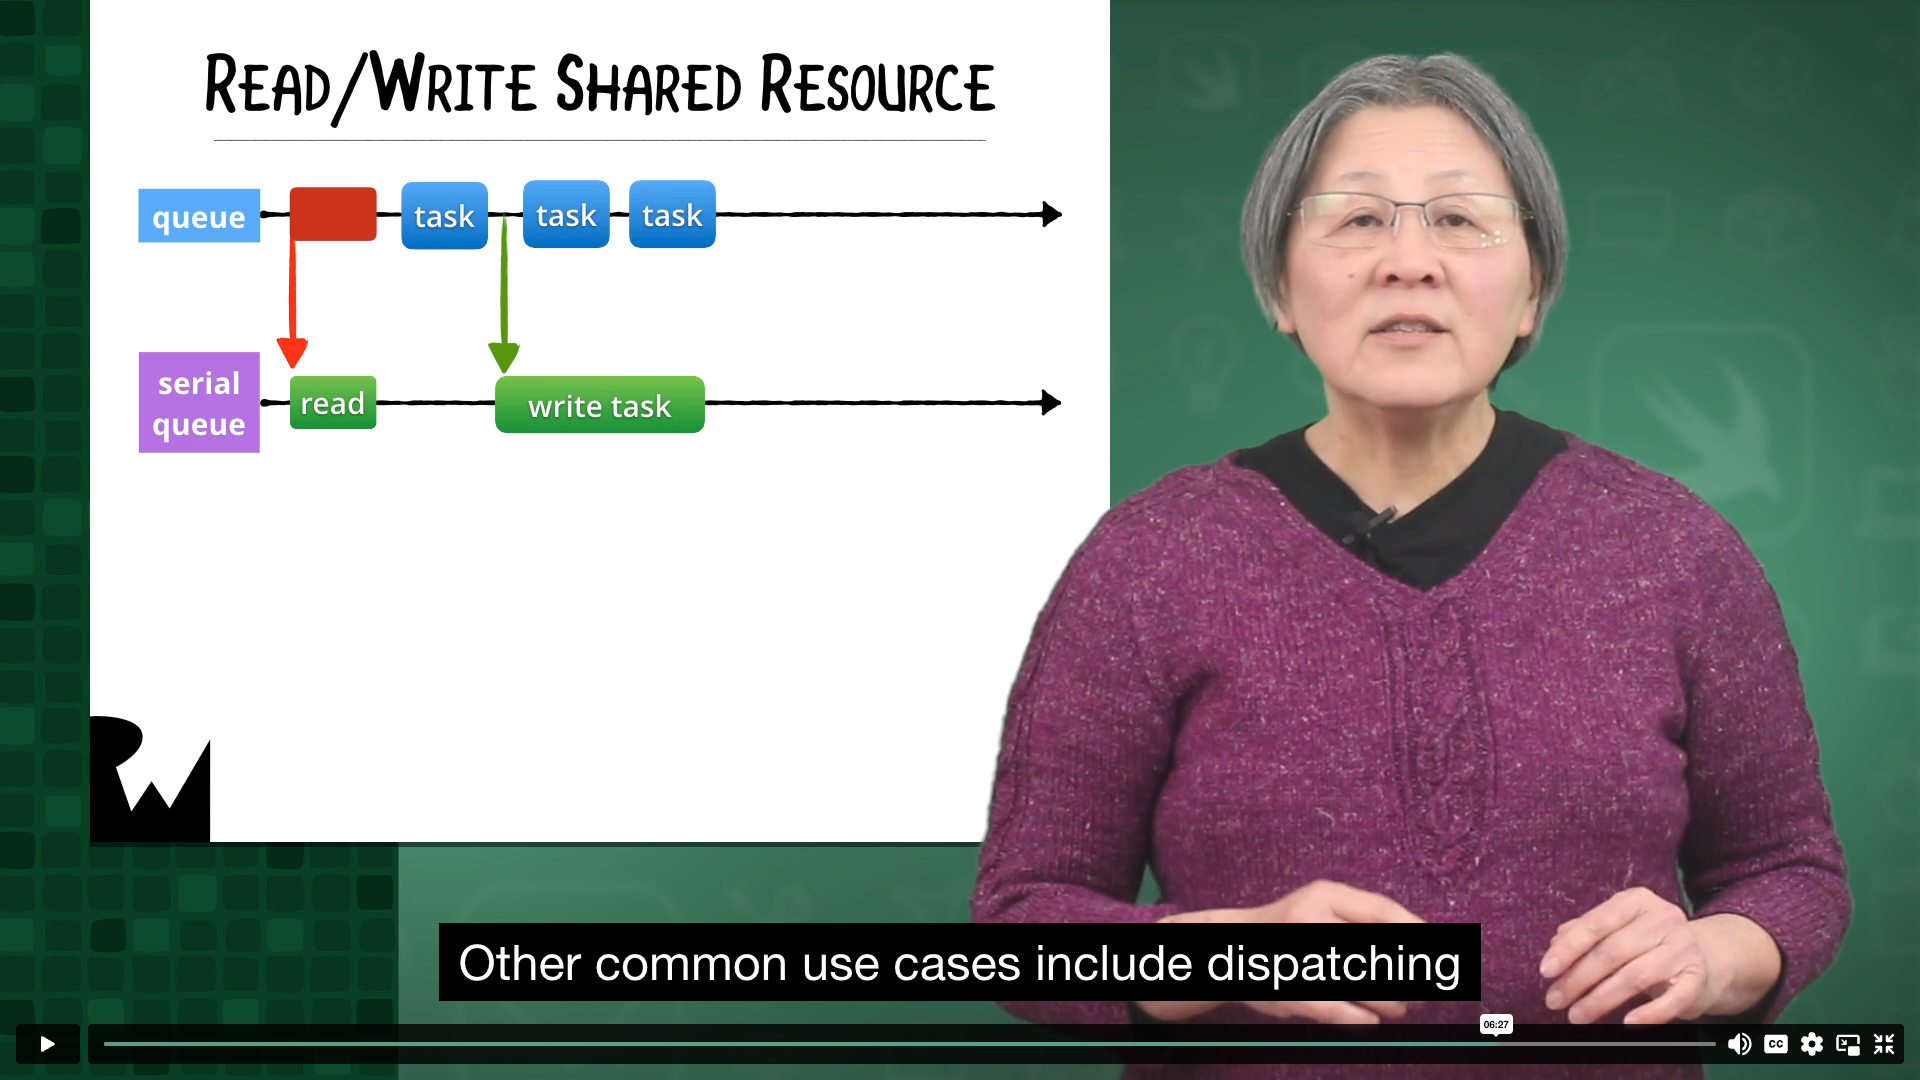 READ/WRITE SHARED RESOURCE
queue
task
task
task
serial
queue
read
write task
Other common use cases include dispatching
06:27
CC